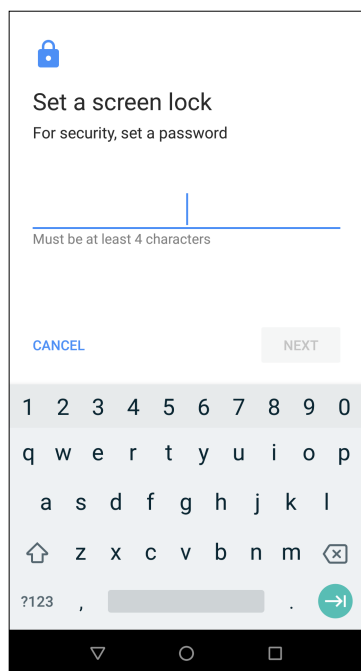 Set a screen lock
For security, set a password
Must be at least 4 characters
CANCEL NEXT
1 2 3 4 5 6 7 8 9 0
q w e r t y u i o p
a s d f g h j k l
z x c v b n m
?123 , .